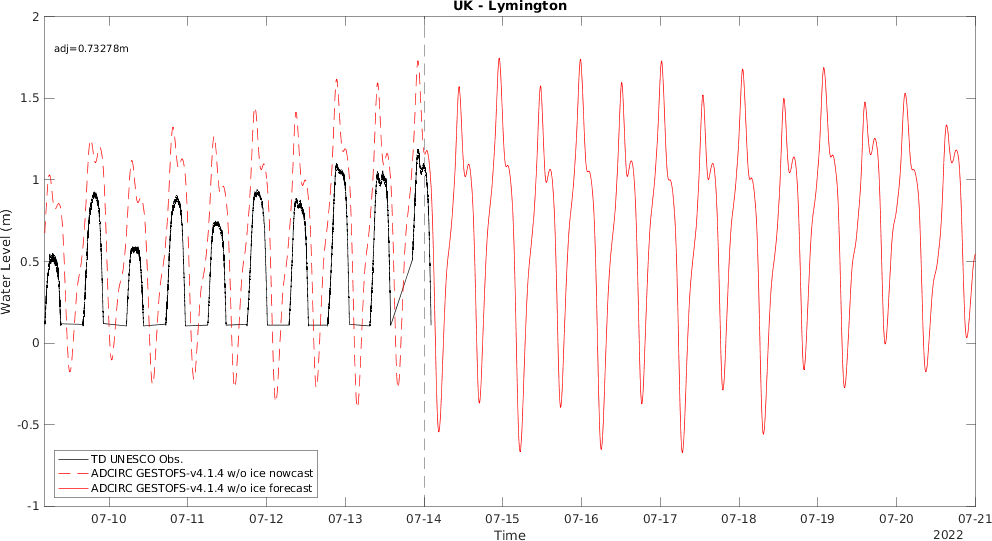 UK - Lymington
2
adj=0.73278m
1.5
1
0.5
0
-0.5
-1
Water Level (m)
TD UNESCO Obs.
ADCIRC GESTOFS-v4.1.4 w/o ice nowcast
ADCIRC GESTOFS-v4.1.4 w/o ice forecast
07-10 07-11 07-12 07-13 07-14 07-15 07-16 07-17 07-18 07-19 07-20 07-21
Time
2022